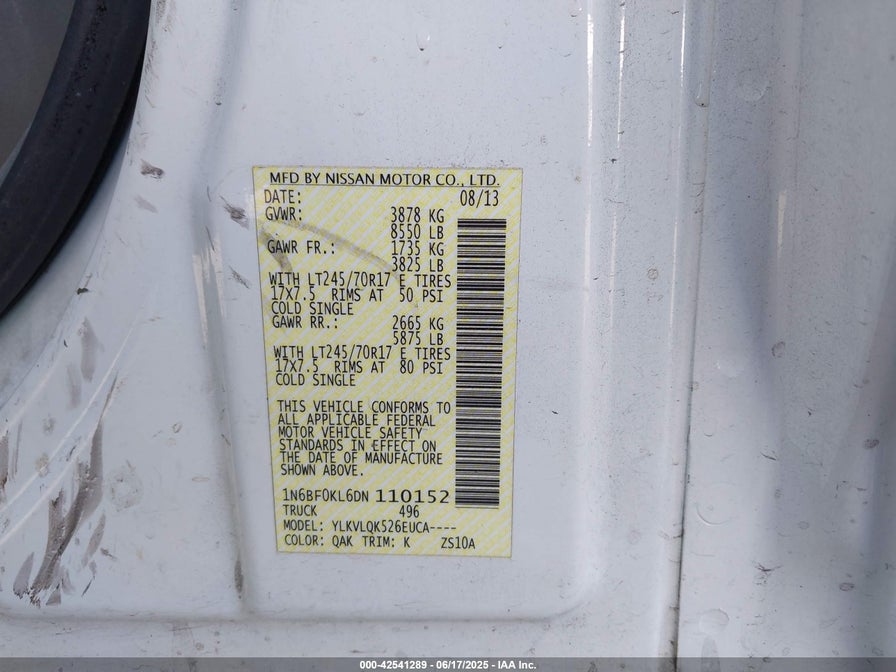 MFD BY NISSAN MOTOR CO., LTD.
DATE: 08/13
GVWR: 3878 KG
8550 LB
GAWR FR.: 1735 KG
3825 LB
WITH LT245/70R17 E TIRES
17X7.5 RIMS AT 50 PSI
COLD SINGLE
GAWR RR.: 2665 KG
5875 LB
WITH LT245/70R17 E TIRES
17X7.5 RIMS AT 80 PSI
COLD SINGLE
THIS VEHICLE CONFORMS TO
ALL APPLICABLE FEDERAL
MOTOR VEHICLE SAFETY
STANDARDS IN EFFECT ON
THE DATE OF MANUFACTURE
SHOWN ABOVE.
1N6BF0KL6DN 110152
TRUCK 496
MODEL: YLKVLQK526EUCA----
COLOR: QAK TRIM: K ZS10A
000-42541289 | 06/17/2025 - IAA Inc.